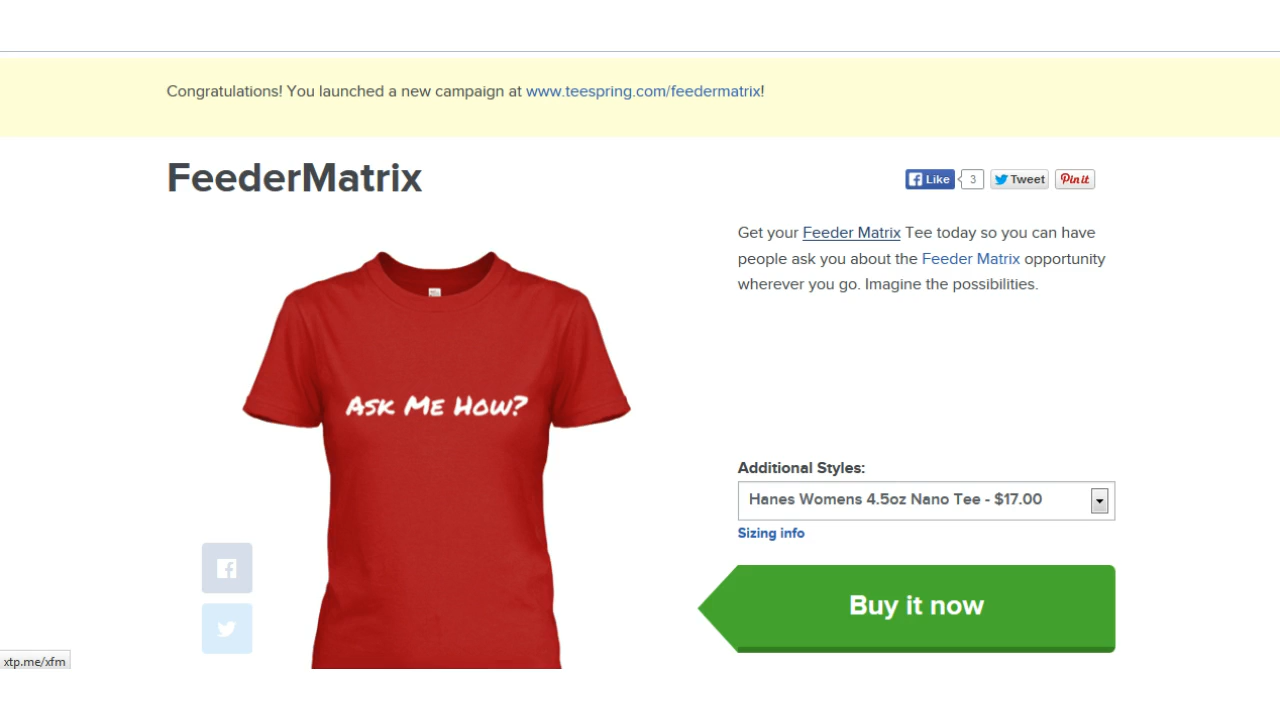 Congratulations! You launched a new campaign at www.teespring.com/feedermatrix!
FeederMatrix
Like
3
Tweet
Pin it
Get your Feeder Matrix Tee today so you can have
people ask you about the Feeder Matrix opportunity
wherever you go. Imagine the possibilities.
Ask Me How?
Additional Styles:
Hanes Womens 4.5oz Nano Tee - $17.00
Sizing info
Buy it now
xtp.me/xfm